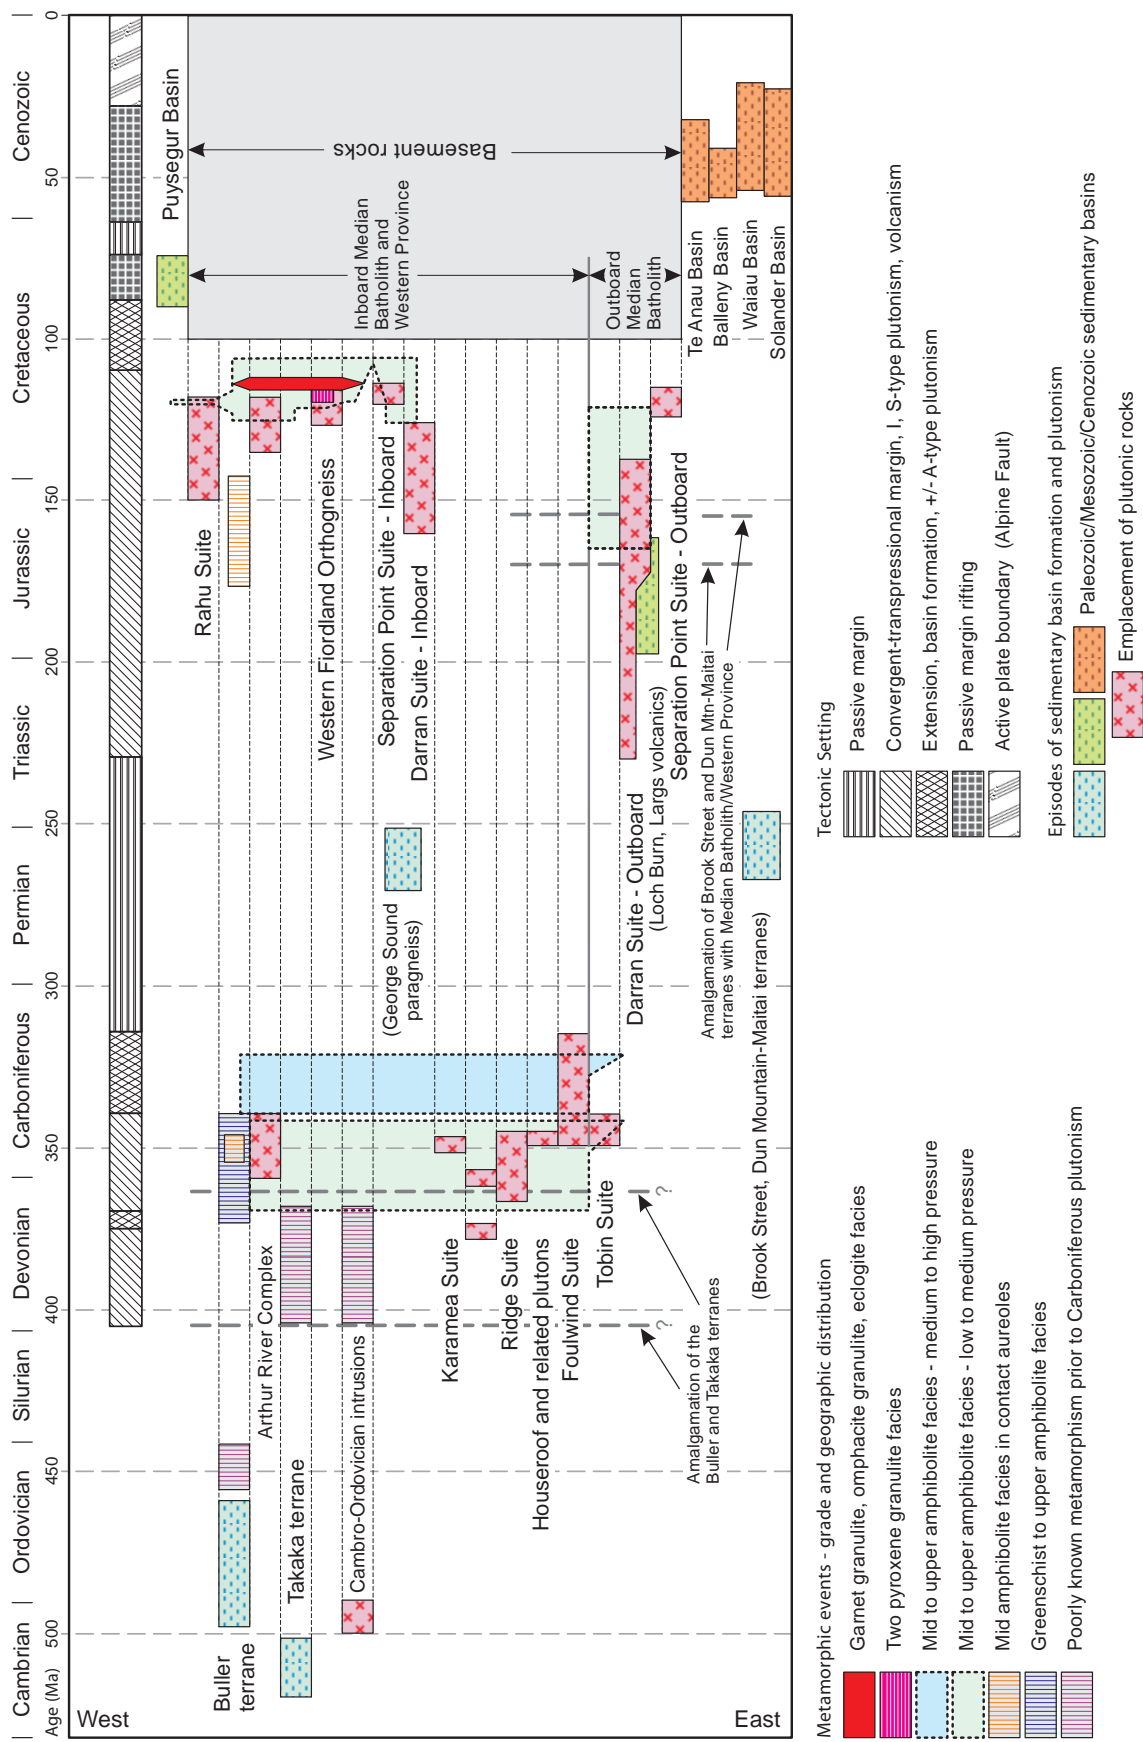 Cambrian | Ordovician | Silurian | Devonian | Carboniferous | Permian | Triassic | Jurassic | Cretaceous | Cenozoic
Age (Ma) 500 450 400 350 300 250 200 150 100 50 0
West
Puysegur Basin
Rahu Suite
Buller
terrane
Arthur River Complex
Takaka terrane
Western Fiordland Orthogneiss
Cambro-Ordovician intrusions
Separation Point Suite - Inboard
Darran Suite - Inboard
(George Sound
paragneiss)
Karamea Suite
Ridge Suite
Houseroof and related plutons
Foulwind Suite
Tobin Suite
Darran Suite - Outboard
(Loch Burn, Largs volcanics)
Separation Point Suite - Outboard
Basement rocks
Inboard Median
Batholith and
Western Province
Outboard
Median
Batholith
Te Anau Basin
Balleny Basin
Waiau Basin
Solander Basin
Amalgamation of the
Buller and Takaka terranes
?
?
Amalgamation of Brook Street and Dun Mtn-Maitai
terranes with Median Batholith/Western Province
(Brook Street, Dun Mountain-Maitai terranes)
East
Metamorphic events - grade and geographic distribution
Garnet granulite, omphacite granulite, eclogite facies
Two pyroxene granulite facies
Mid to upper amphibolite facies - medium to high pressure
Mid to upper amphibolite facies - low to medium pressure
Mid amphibolite facies in contact aureoles
Greenschist to upper amphibolite facies
Poorly known metamorphism prior to Carboniferous plutonism
Tectonic Setting
Passive margin
Convergent-transpressional margin, I, S-type plutonism, volcanism
Extension, basin formation, +/- A-type plutonism
Passive margin rifting
Active plate boundary (Alpine Fault)
Episodes of sedimentary basin formation and plutonism
Paleozoic/Mesozoic/Cenozoic sedimentary basins
Emplacement of plutonic rocks